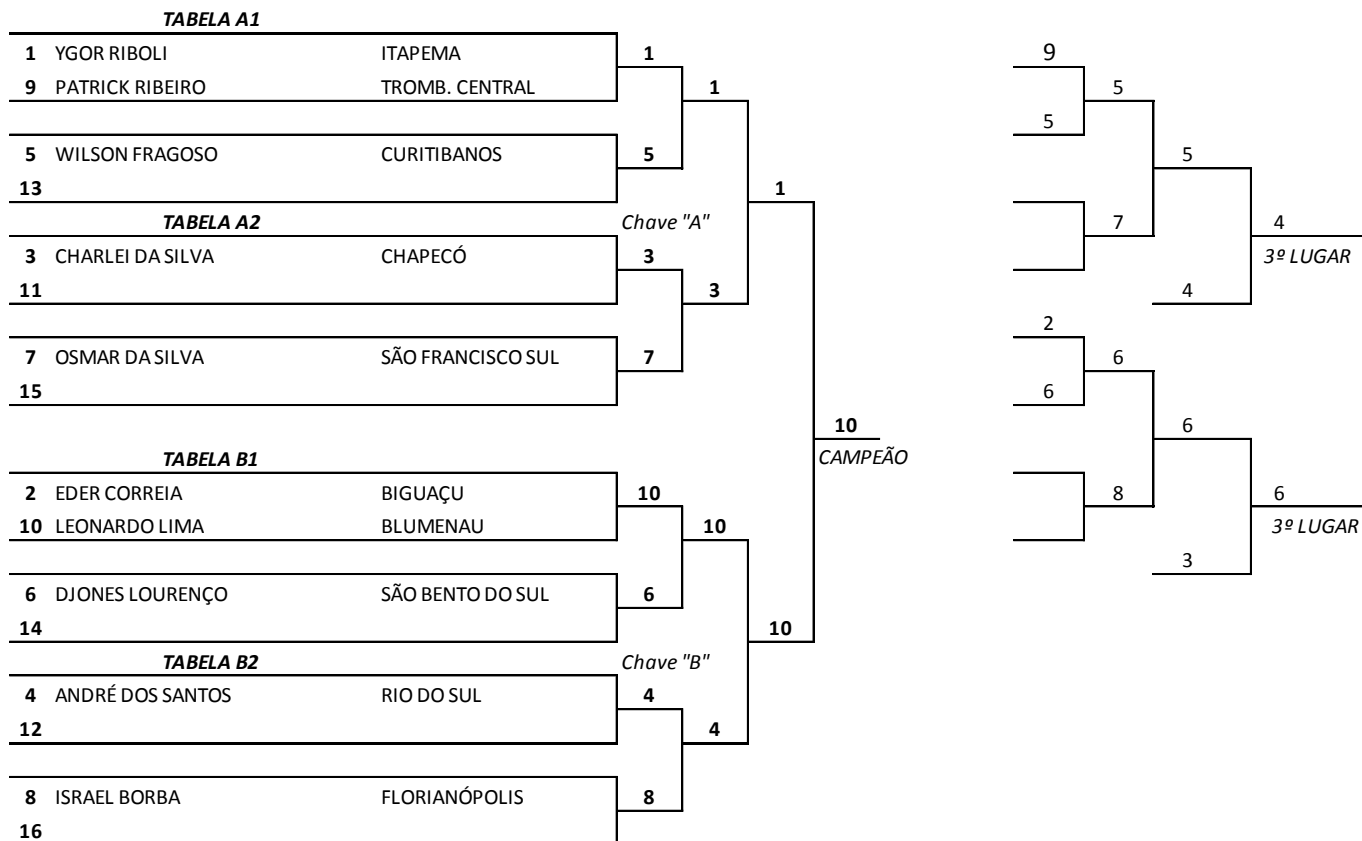 TABELA A1
1 YGOR RIBOLI ITAPEMA 1 9
9 PATRICK RIBEIRO TROMB. CENTRAL 1 5
5 WILSON FRAGOSO CURITIBANOS 5 5 5
13 1
TABELA A2 Chave "A" 7 4
3 CHARLEI DA SILVA CHAPECÓ 3 3º LUGAR
11 3 4
2
7 OSMAR DA SILVA SÃO FRANCISCO SUL 7 6
15 6
10 6
TABELA B1 CAMPEÃO
2 EDER CORREIA BIGUAÇU 10 8 6
10 LEONARDO LIMA BLUMENAU 10 3º LUGAR
3
6 DJONES LOURENÇO SÃO BENTO DO SUL 6
14 10
TABELA B2 Chave "B"
4 ANDRÉ DOS SANTOS RIO DO SUL 4
12 4
8 ISRAEL BORBA FLORIANÓPOLIS 8
16